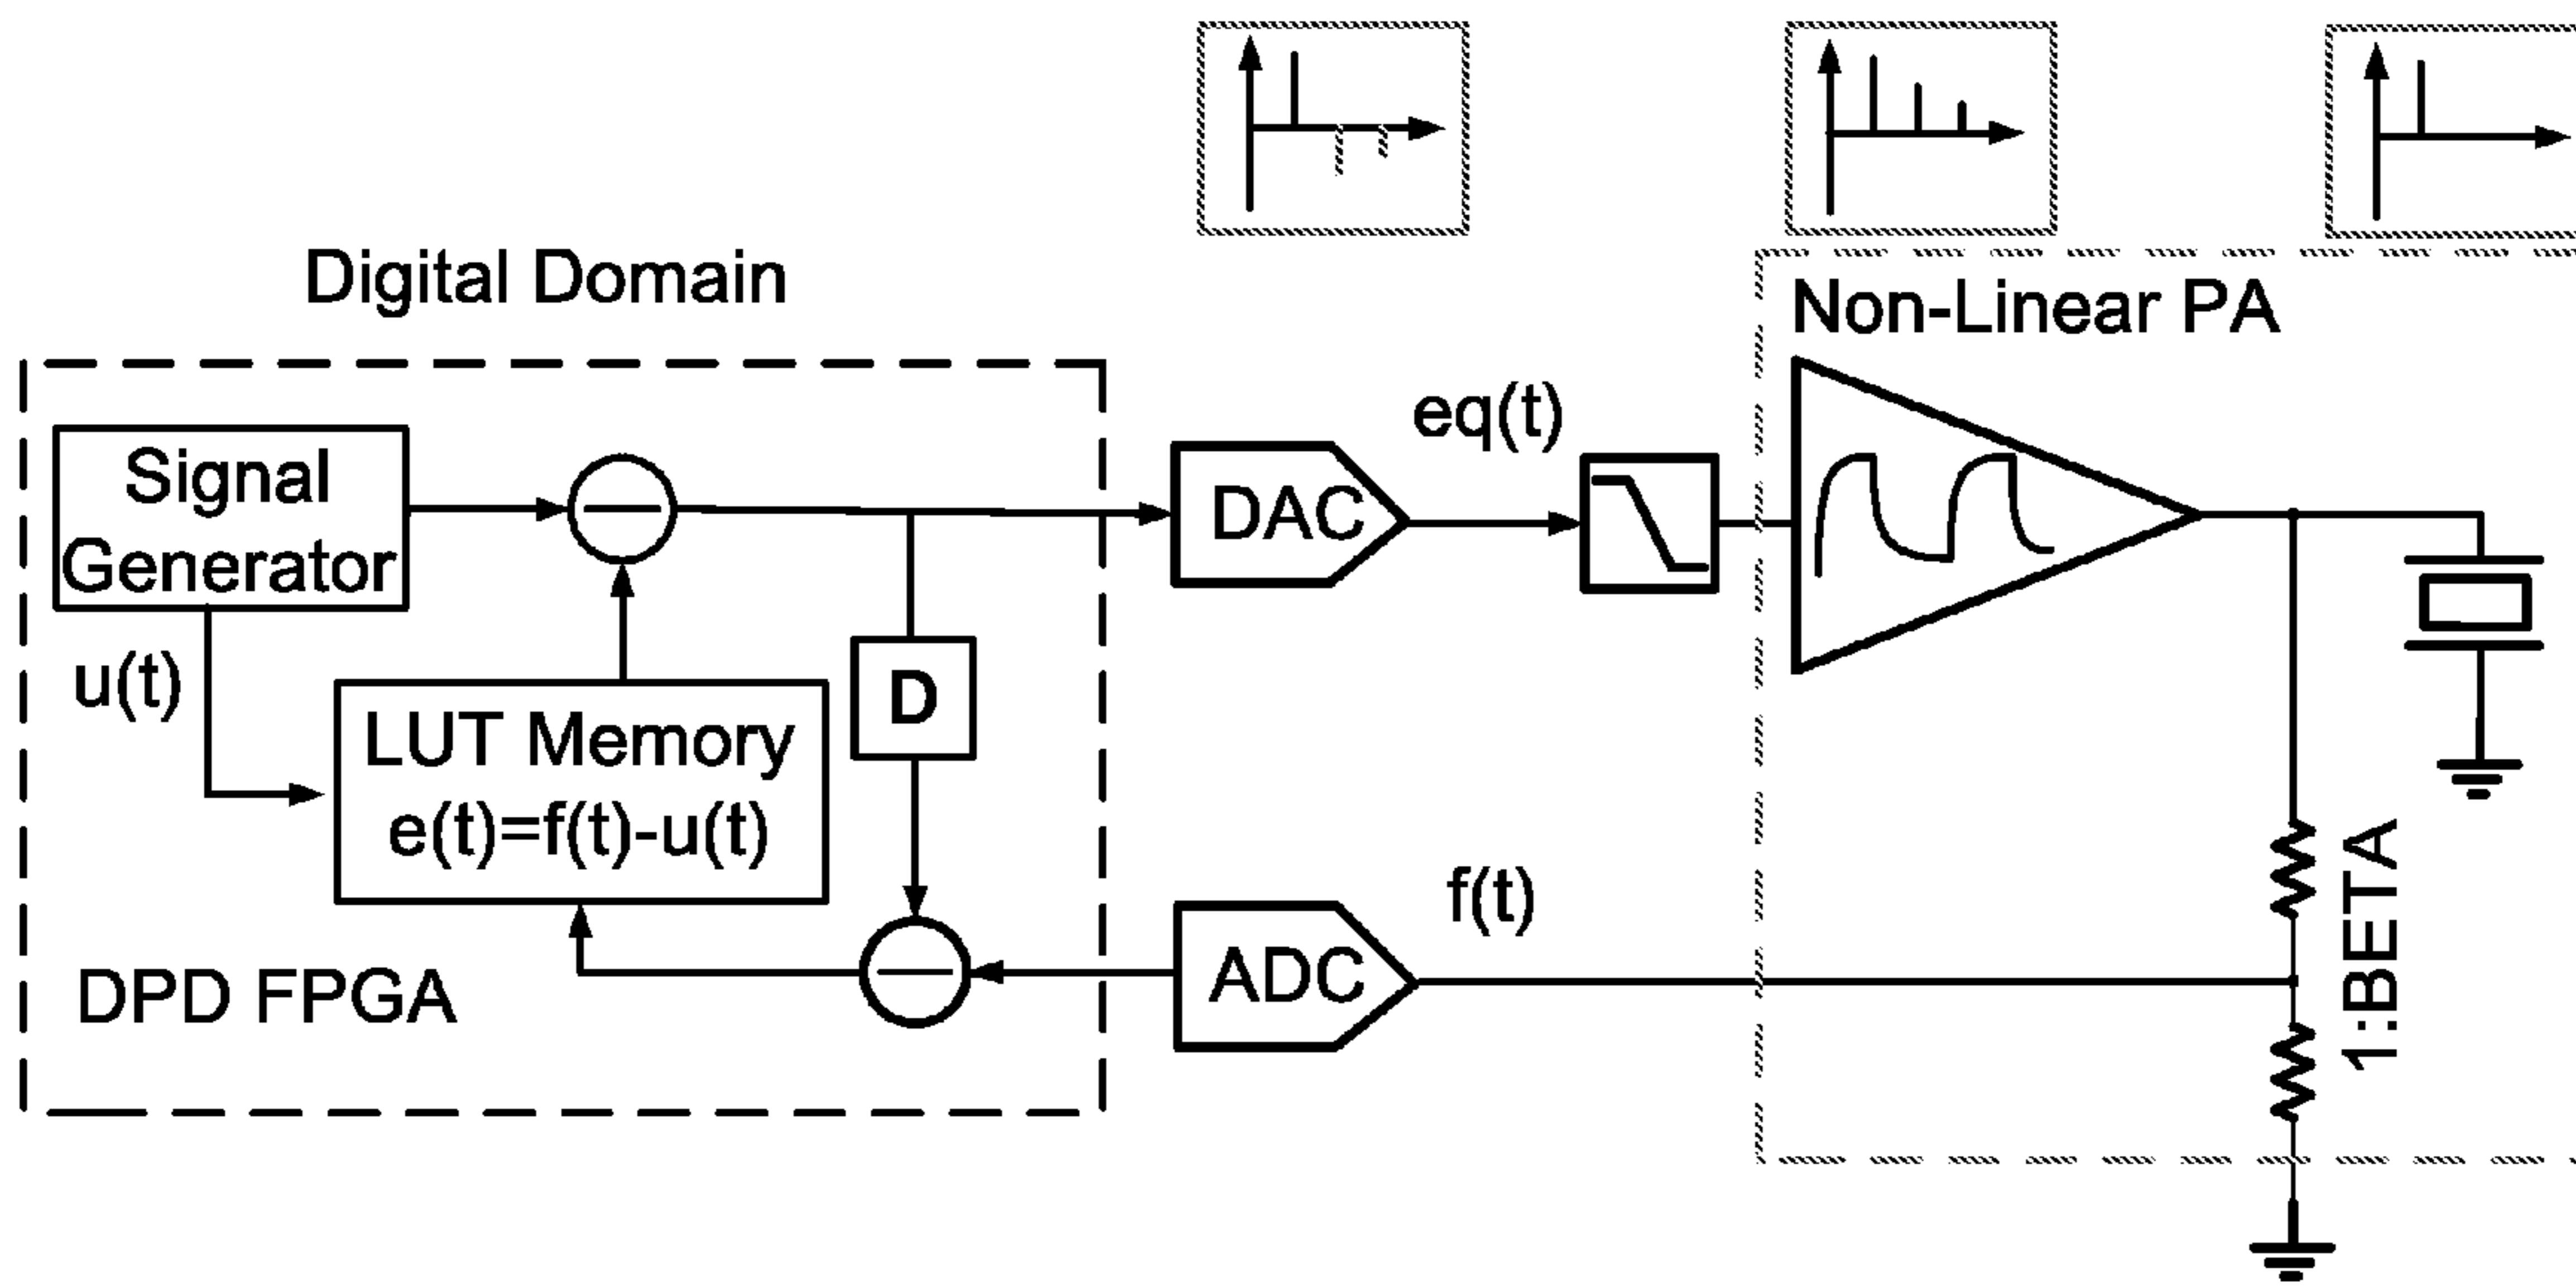 Digital Domain
Non-Linear PA
Signal
Generator
eq(t)
DAC
u(t)
D
LUT Memory
e(t)=f(t)-u(t)
f(t)
1:BETA
ADC
DPD FPGA